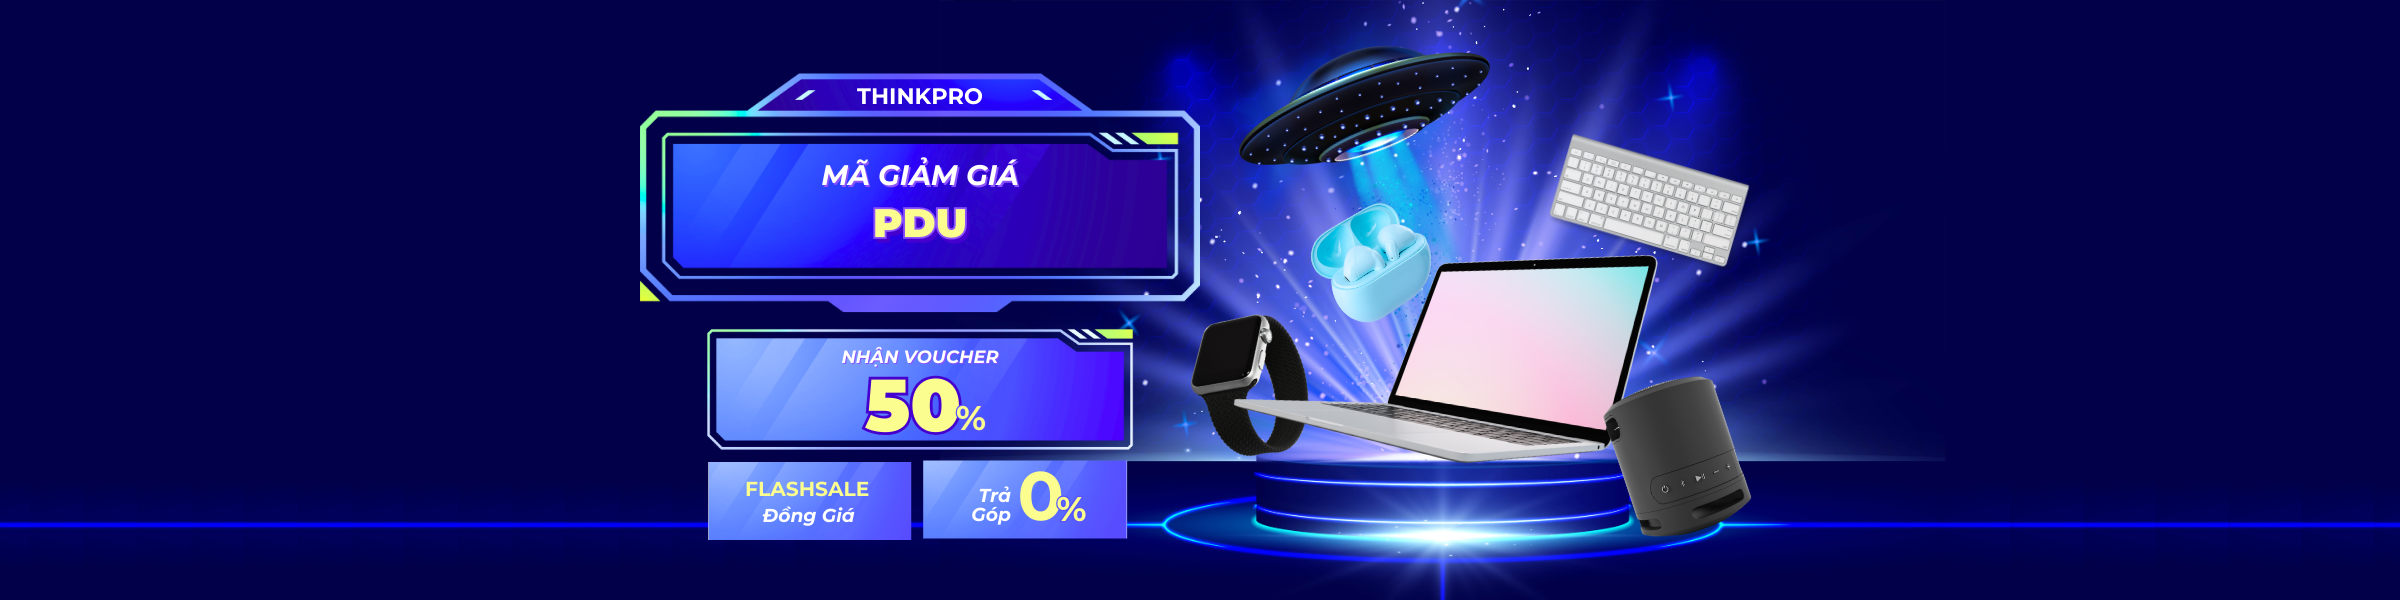 THINKPRO
MÃ GIẢM GIÁ
PDU
NHẬN VOUCHER
50%
FLASHSALE
Đồng Giá
Trả
Góp
0%